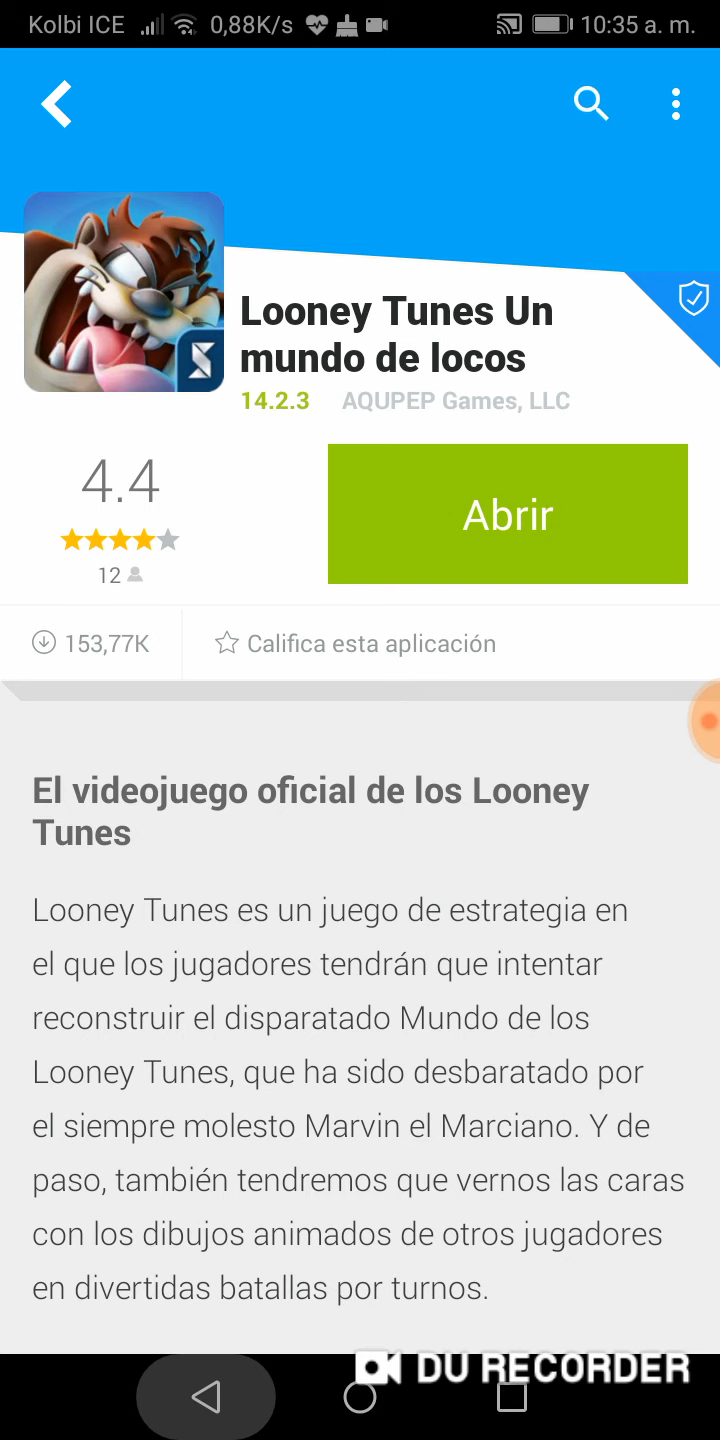 Kolbi ICE 0,88K/s 10:35 a. m.
Looney Tunes Un
mundo de locos
14.2.3 AQUPEP Games, LLC
4.4
Abrir
12
153,77K Califica esta aplicación
El videojuego oficial de los Looney
Tunes
Looney Tunes es un juego de estrategia en
el que los jugadores tendrán que intentar
reconstruir el disparatado Mundo de los
Looney Tunes, que ha sido desbaratado por
el siempre molesto Marvin el Marciano. Y de
paso, también tendremos que vernos las caras
con los dibujos animados de otros jugadores
en divertidas batallas por turnos.
DU RECORDER